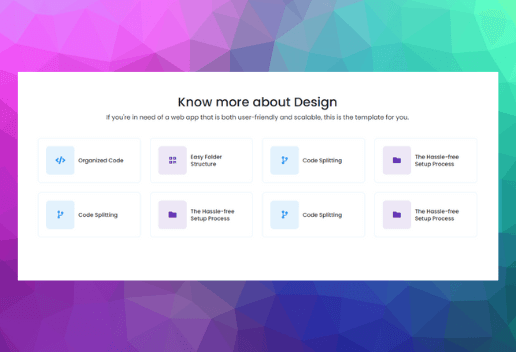 Know more about Design
If you're in need of a web app that is both user-friendly and scalable, this is the template for you.
Organized Code
Easy Folder
Structure
Code Splitting
The Hassle-free
Setup Process
Code Splitting
The Hassle-free
Setup Process
Code Splitting
The Hassle-free
Setup Process